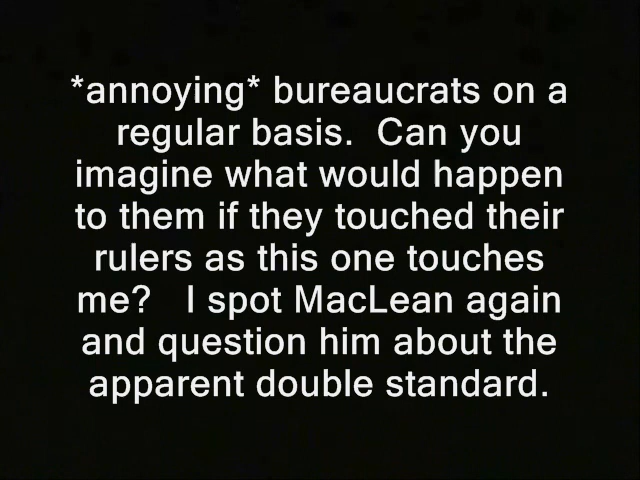 *annoying* bureaucrats on a
regular basis.  Can you
imagine what would happen
to them if they touched their
rulers as this one touches
me?   I spot MacLean again
and question him about the
apparent double standard.